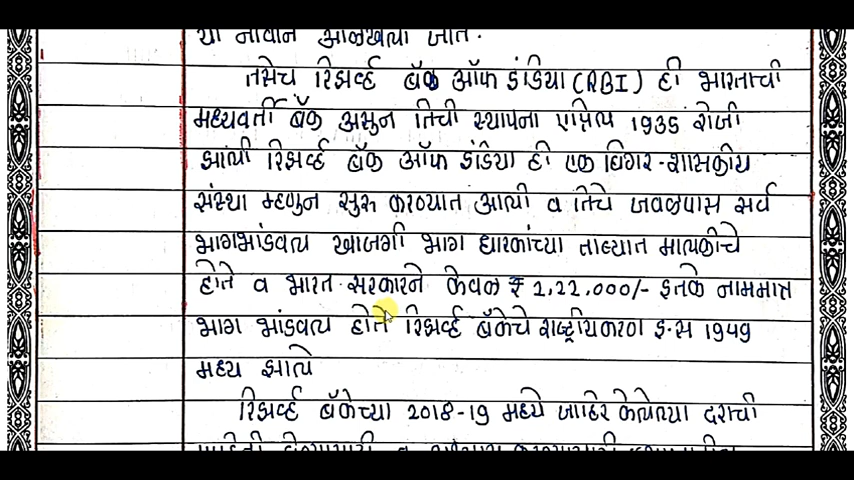 या नावाने ओळखली जाते.
तसेच रिझर्व्ह बँक ऑफ इंडिया (RBI) ही भारताची
मध्यवर्ती बँक असुन तिची स्थापना एप्रिल 1935 रोजी
झाली रिझर्व्ह बँक ऑफ इंडिया ही एक बिगर-शासकीय
संस्था म्हणुन सुरु करण्यात आली व तिचे जवळपास सर्व
भागभांडवल खाजगी भाग धारकांच्या ताब्यात मालकीचे
होते व भारत सरकारने केवळ ₹ 2,22,000/- इतके नाममात्र
भाग भांडवल होते रिझर्व्ह बँकेचे राष्ट्रीयकरण इ.स 1949
मध्य झाले
रिझर्व्ह बँकेच्या 2018-19 मध्ये जाहिर केलेल्या दराची